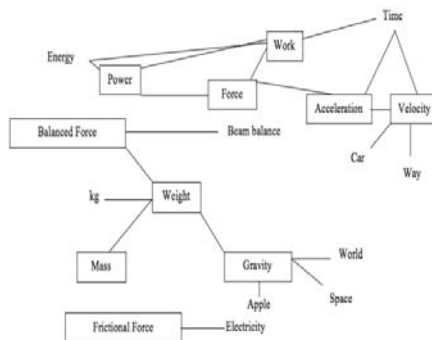 Time
Work
Energy
Power
Force
Acceleration
Velocity
Balanced Force
Beam balance
Car
Way
kg
Weight
Mass
Gravity
World
Space
Apple
Frictional Force
Electricity